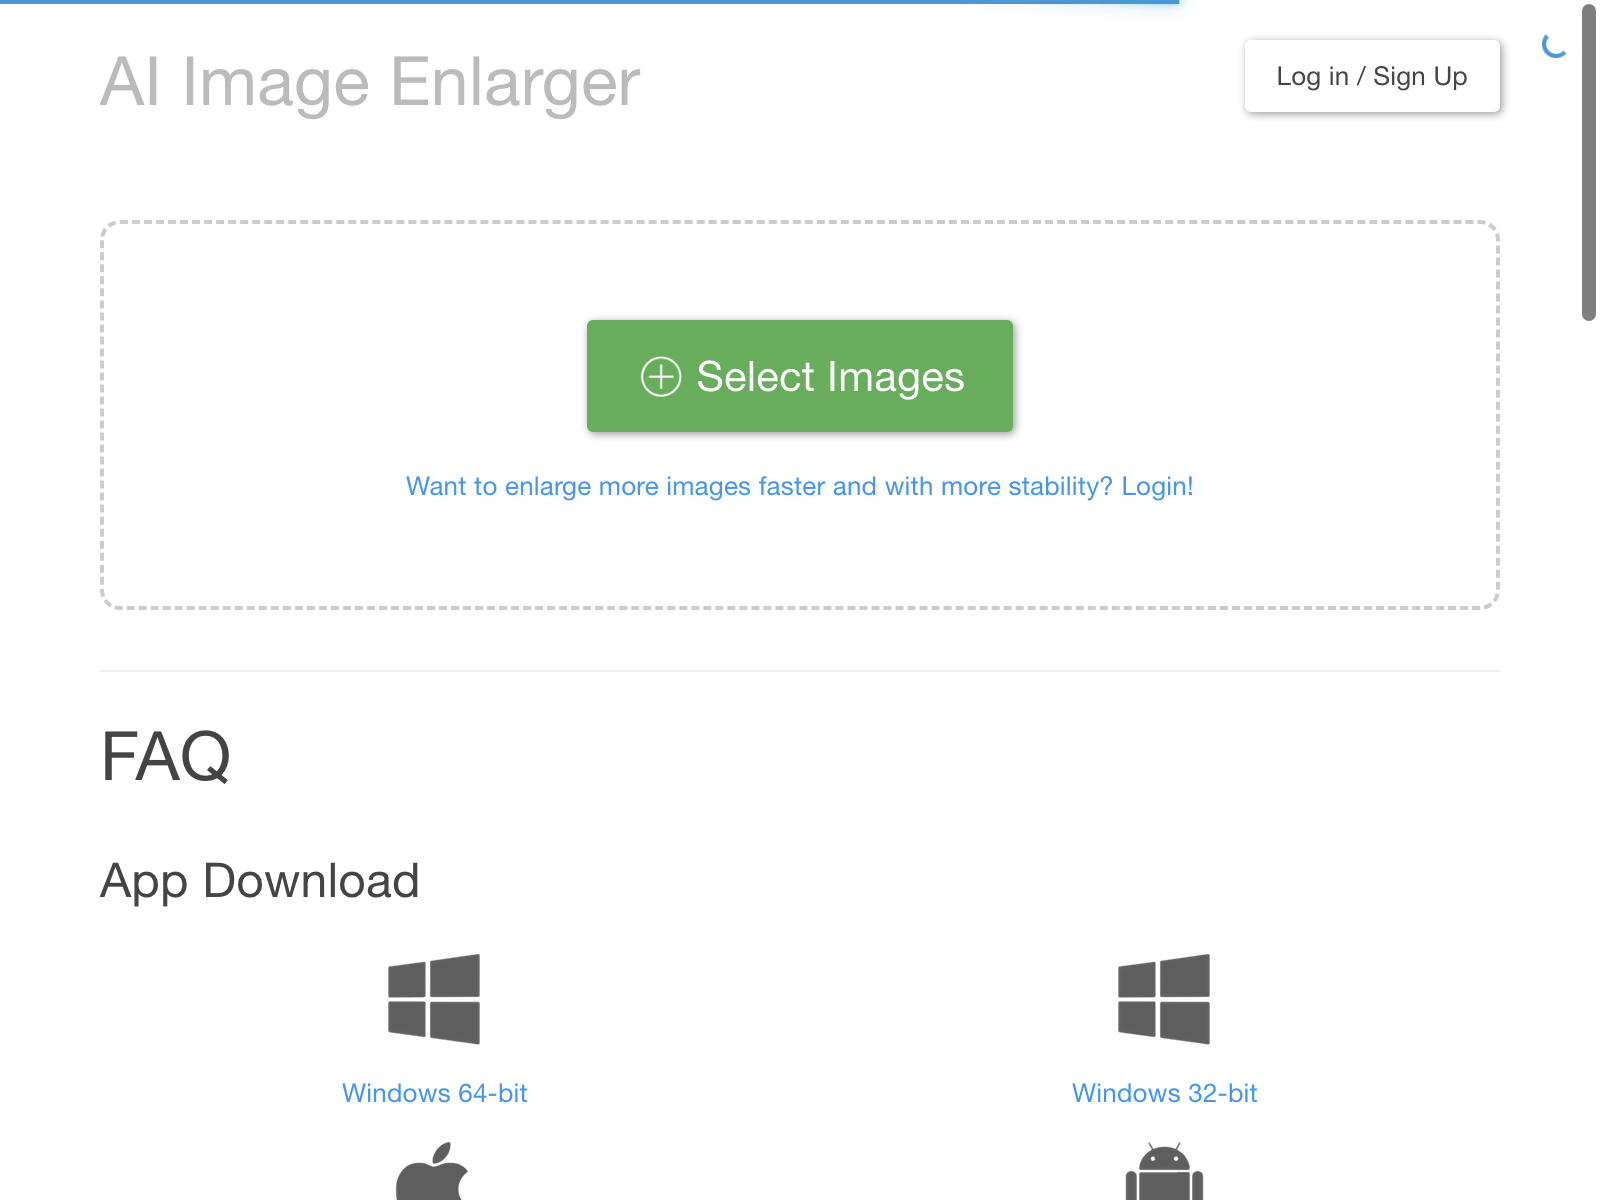 AI Image Enlarger
Log in / Sign Up
Select Images
Want to enlarge more images faster and with more stability? Login!
FAQ
App Download
Windows 64-bit
Windows 32-bit